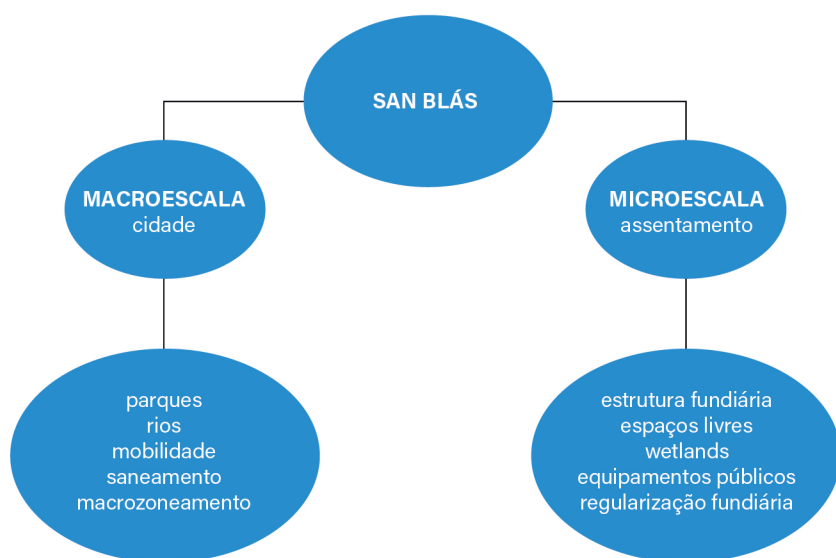 SAN BLÁS
MACROESCALA
cidade
MICROESCALA
assentamento
parques
rios
mobilidade
saneamento
macrozoneamento
estrutura fundiária
espaços livres
wetlands
equipamentos públicos
regularização fundiária